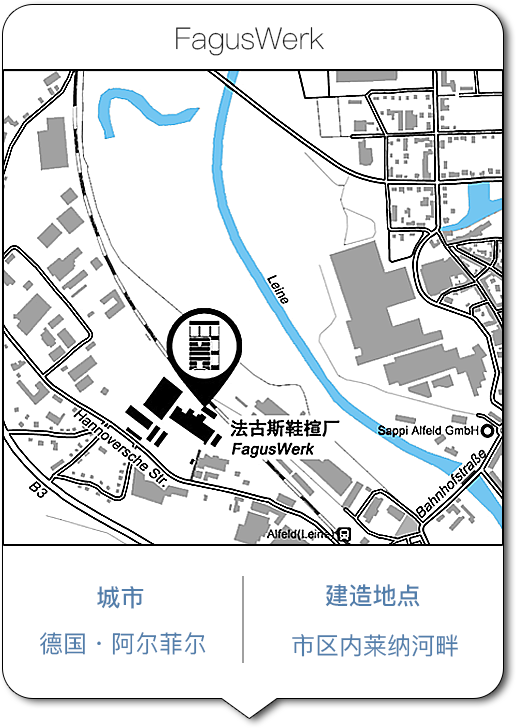 FagusWerk
Leine
法古斯鞋楦厂
FagusWerk
Sappi Alfeld GmbH
Hannoversche Str.
Bahnhofstraße
B3
Alfeld(Leine)
城市
德国·阿尔菲尔
建造地点
市区内莱纳河畔